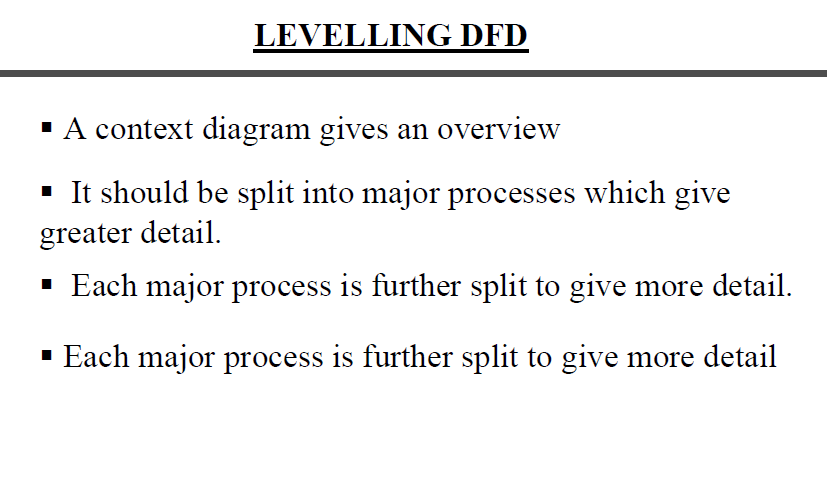 LEVELLING DFD
▪ A context diagram gives an overview
▪ It should be split into major processes which give
greater detail.
▪ Each major process is further split to give more detail.
▪ Each major process is further split to give more detail